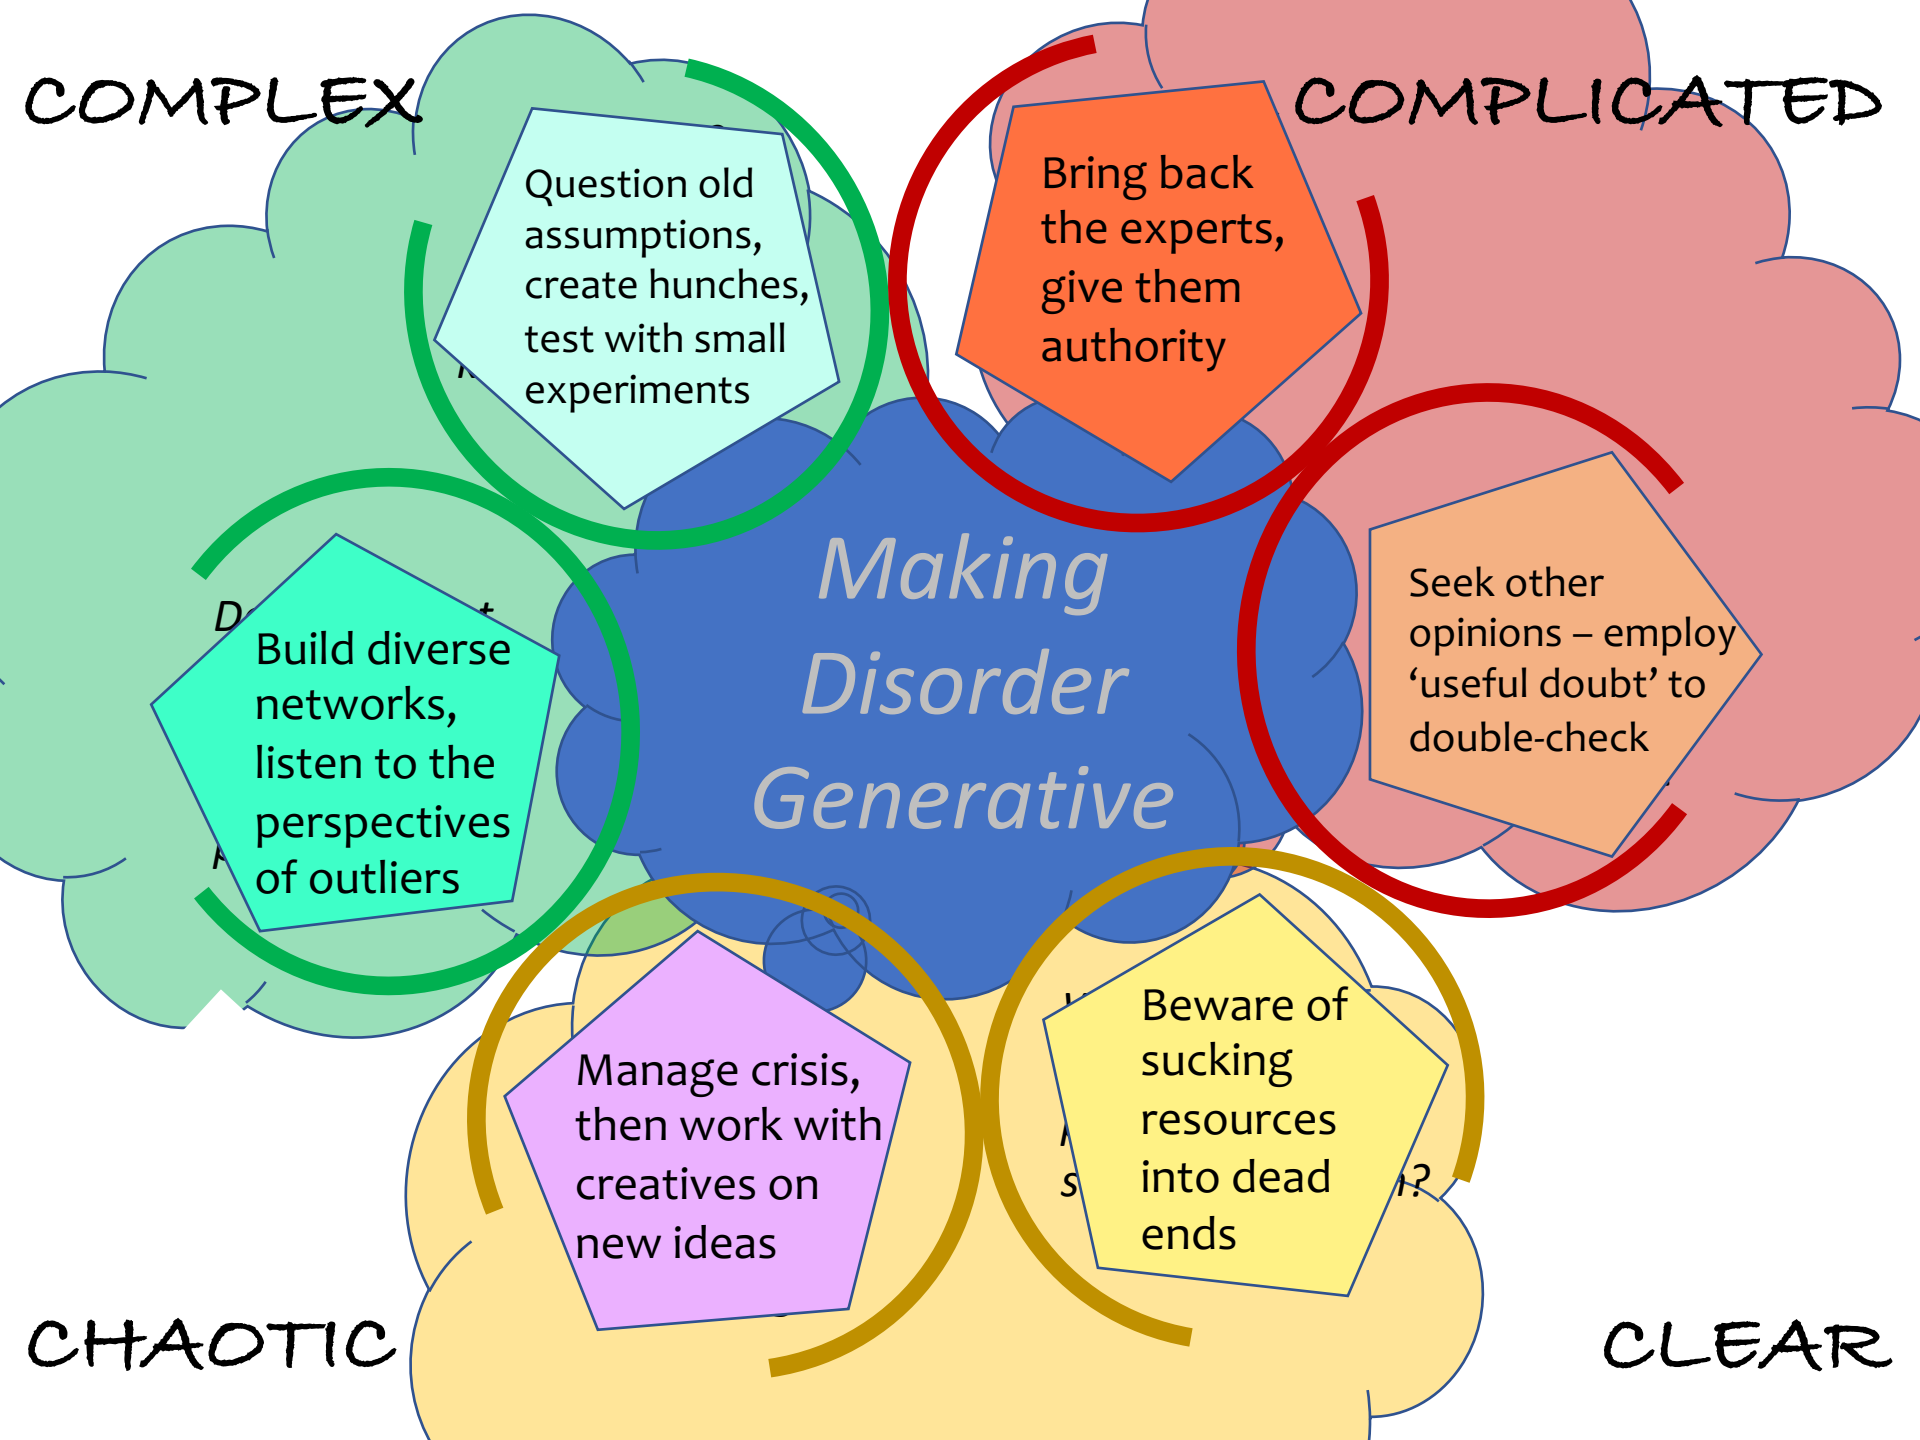 COMPLEX
COMPLICATED
Question old
assumptions,
create hunches,
test with small
experiments
Bring back
the experts,
give them
authority
Making
Disorder
Generative
Seek other
opinions – employ
‘useful doubt’ to
double-check
Build diverse
networks,
listen to the
perspectives
of outliers
Manage crisis,
then work with
creatives on
new ideas
Beware of
sucking
resources
into dead
ends
CHAOTIC
CLEAR